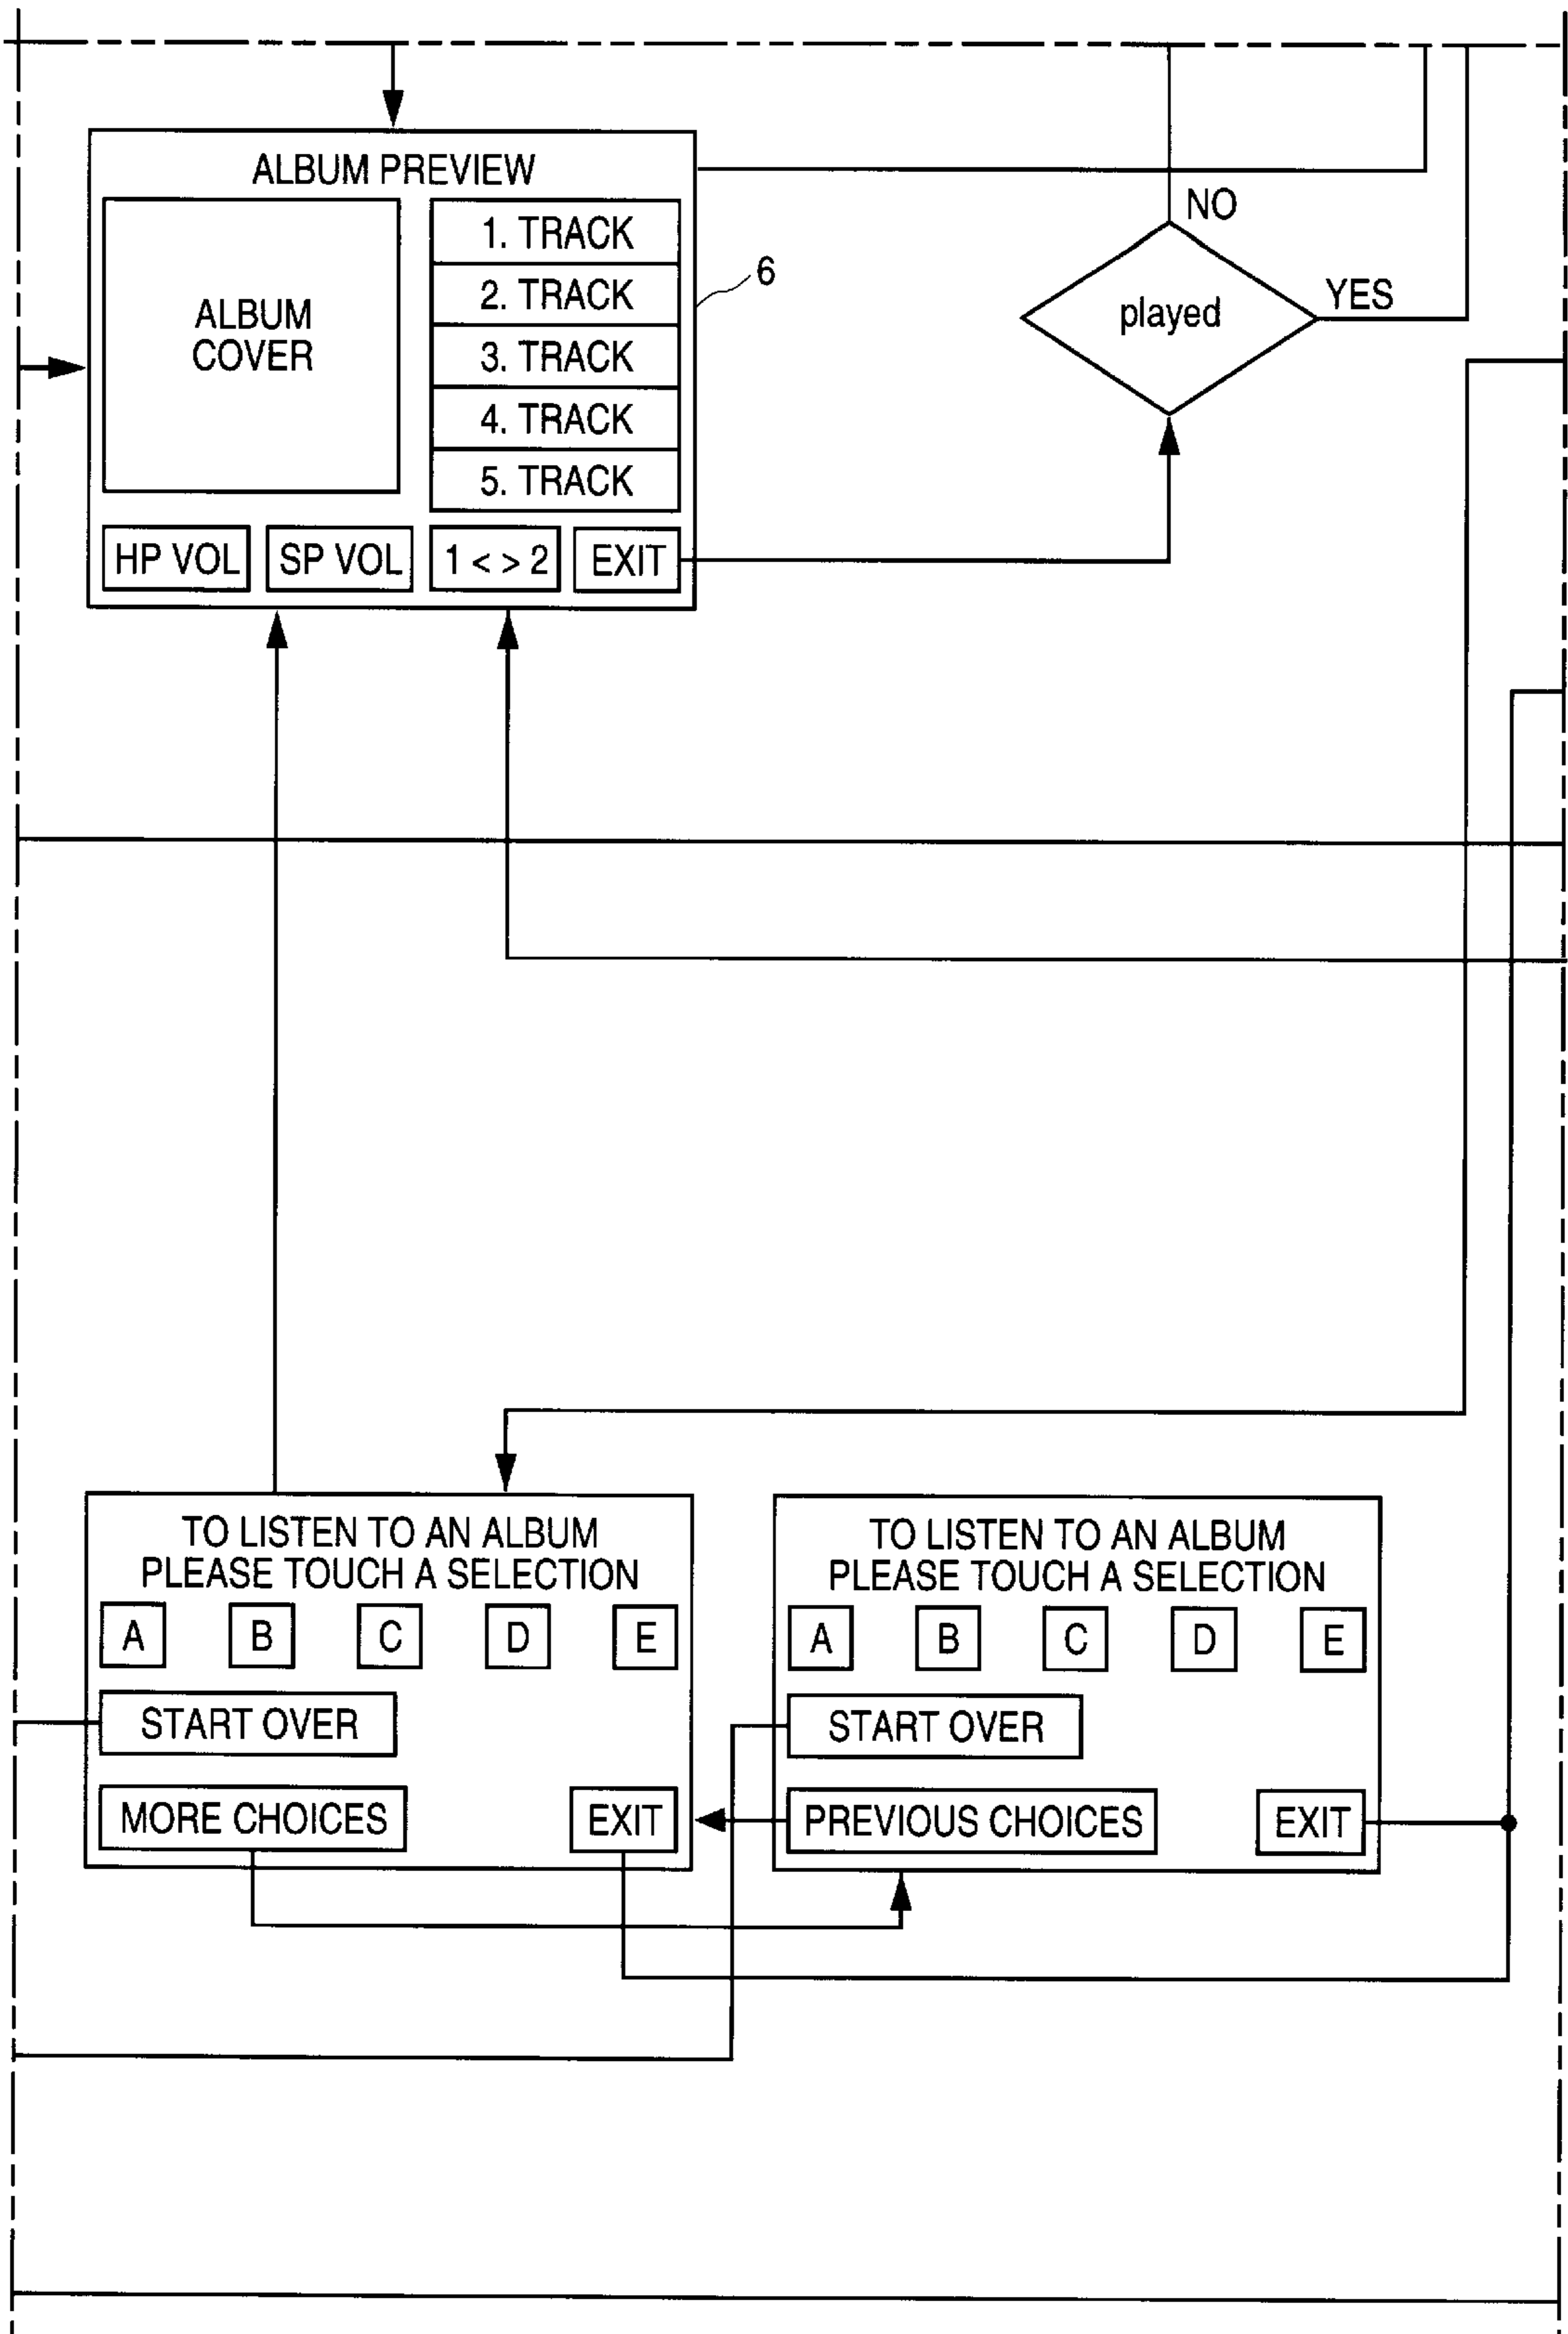 ALBUM PREVIEW
ALBUM
COVER
1. TRACK
2. TRACK
3. TRACK
4. TRACK
5. TRACK
HP VOL
SP VOL
1 < > 2
EXIT
6
NO
played
YES
TO LISTEN TO AN ALBUM
PLEASE TOUCH A SELECTION
A B C D E
START OVER
MORE CHOICES
EXIT
TO LISTEN TO AN ALBUM
PLEASE TOUCH A SELECTION
A B C D E
START OVER
PREVIOUS CHOICES
EXIT